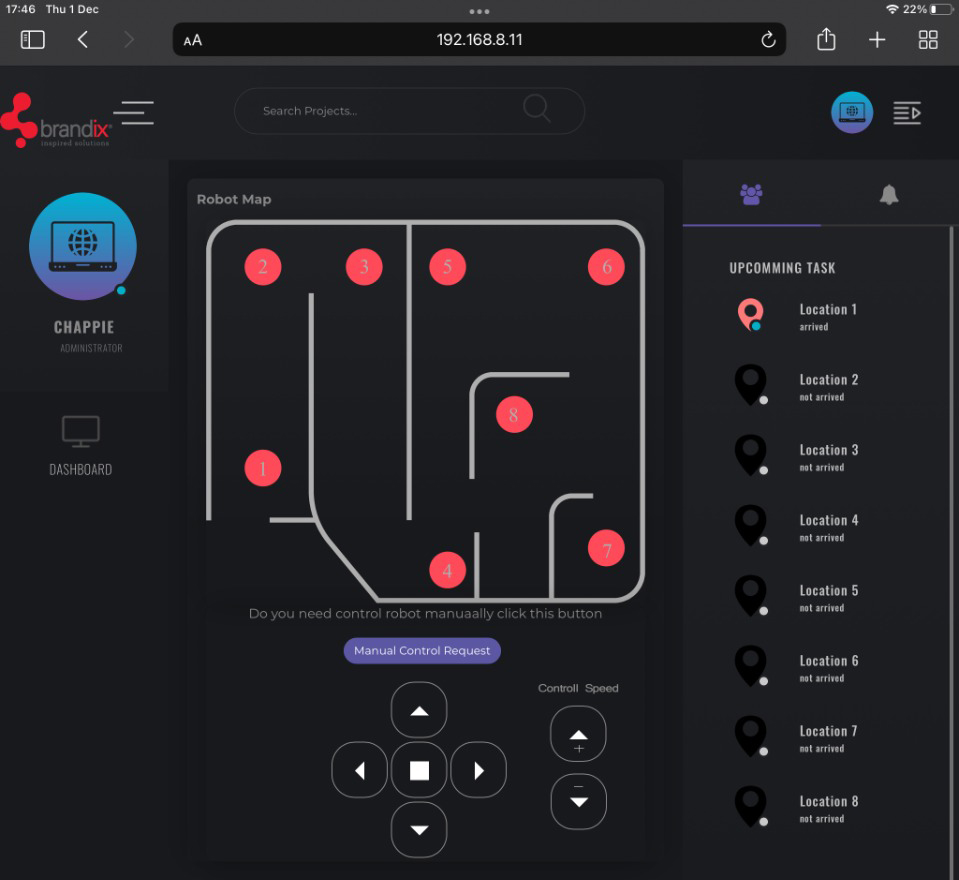 17:46 Thu 1 Dec
22%
AA
192.168.8.11
brandix
inspired solutions
Search Projects...
CHAPPIE
ADMINISTRATOR
DASHBOARD
Robot Map
2
3
5
6
8
1
7
4
Do you need control robot manuaally click this button
Manual Control Request
Controll Speed
+
−
UPCOMMING TASK
Location 1
arrived
Location 2
not arrived
Location 3
not arrived
Location 4
not arrived
Location 5
not arrived
Location 6
not arrived
Location 7
not arrived
Location 8
not arrived